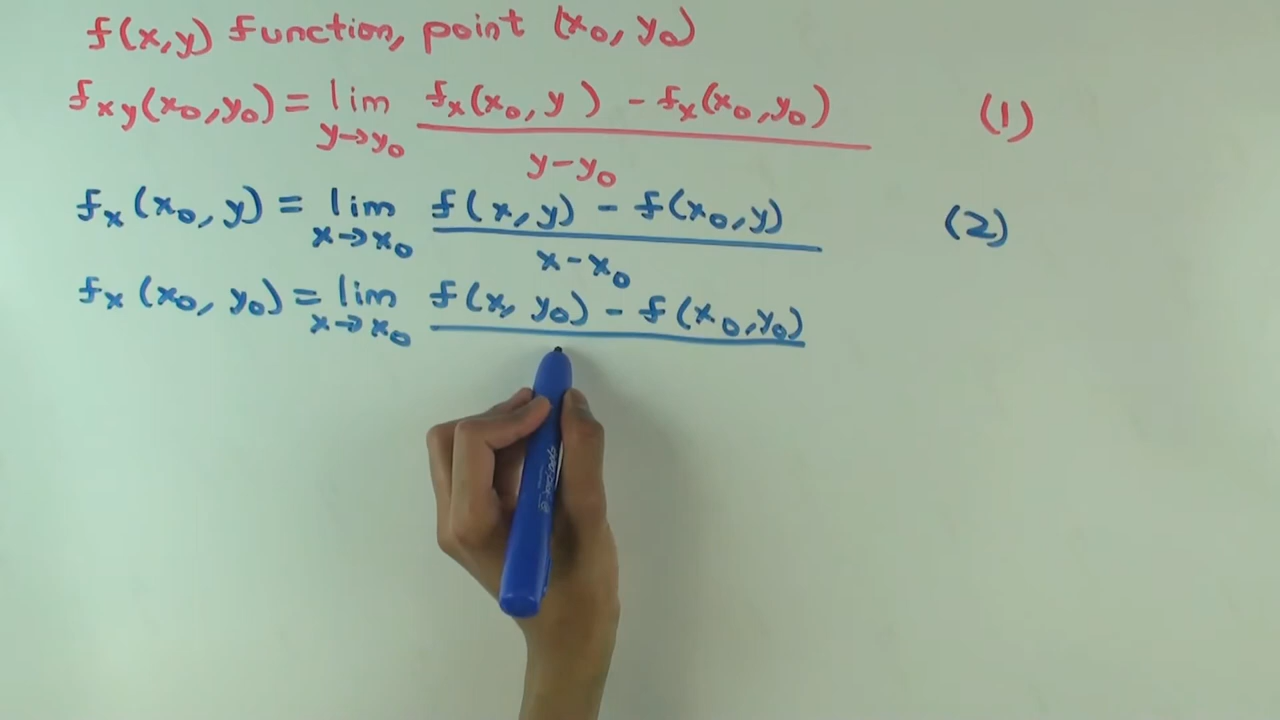 f(x,y) function, point (x₀, y₀)
fₓᵧ(x₀,y₀) = lim y→y₀ fₓ(x₀,y) - fₓ(x₀,y₀) / y-y₀ (1)
fₓ(x₀,y) = lim x→x₀ f(x,y) - f(x₀,y) / x-x₀ (2)
fₓ(x₀,y₀) = lim x→x₀ f(x,y₀) - f(x₀,y₀)